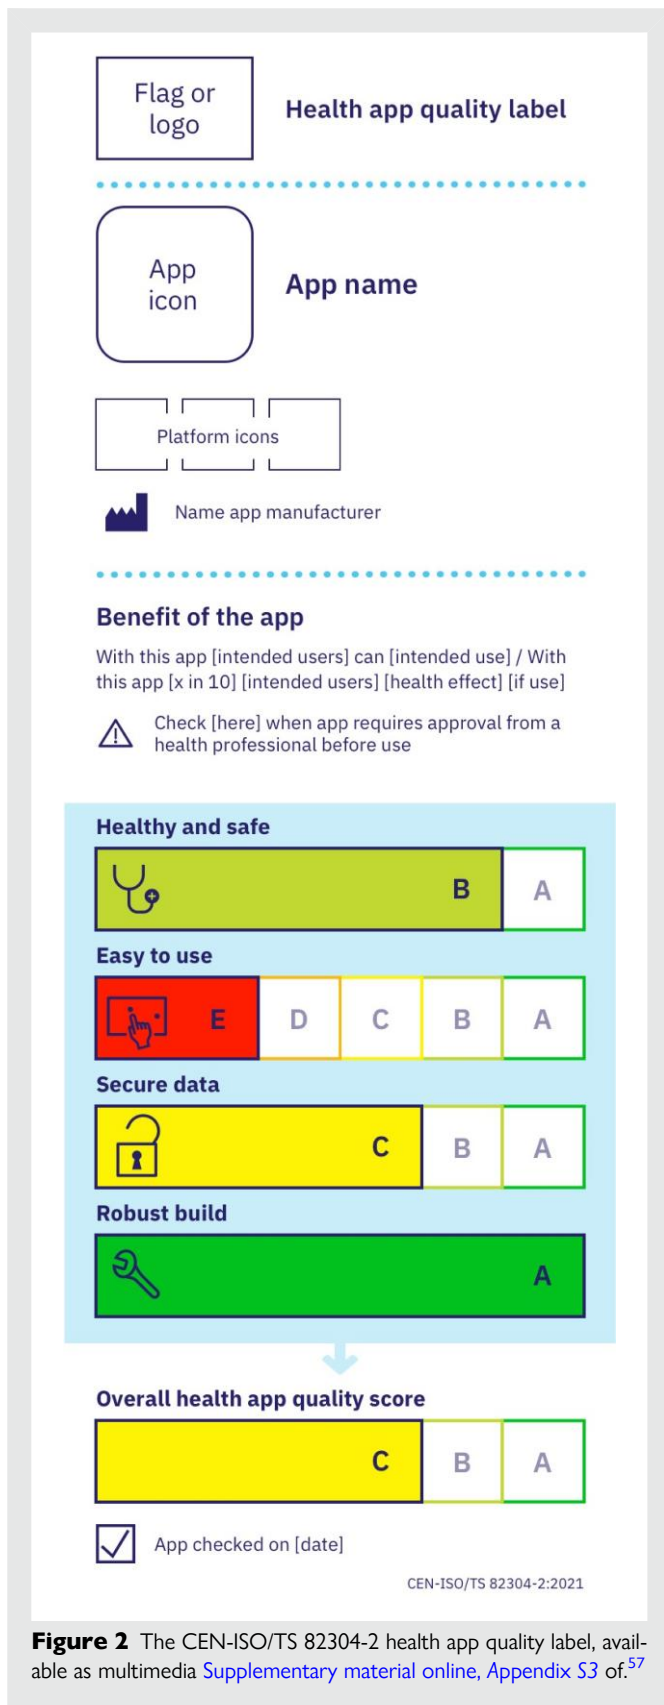 Flag or
logo
Health app quality label
App
icon
App name
Platform icons
Name app manufacturer
Benefit of the app
With this app [intended users] can [intended use] / With
this app [x in 10] [intended users] [health effect] [if use]
Check [here] when app requires approval from a
health professional before use
Healthy and safe
B A
Easy to use
E D C B A
Secure data
C B A
Robust build
A
Overall health app quality score
C B A
App checked on [date]
CEN-ISO/TS 82304-2:2021
Figure 2 The CEN-ISO/TS 82304-2 health app quality label, avail-
able as multimedia Supplementary material online, Appendix S3 of.57